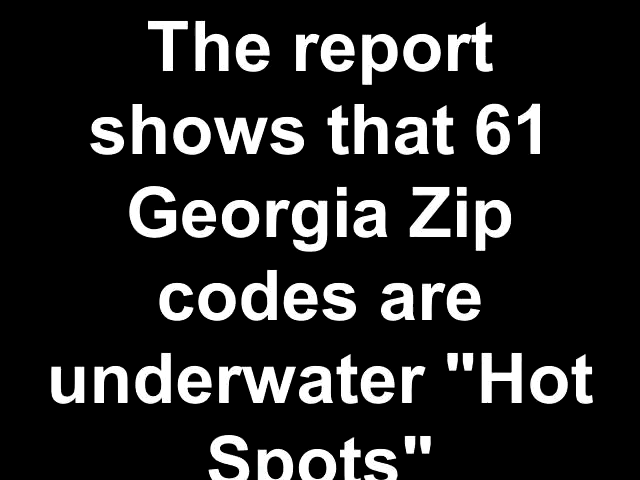 The report
shows that 61
Georgia Zip
codes are
underwater "Hot
Spots"